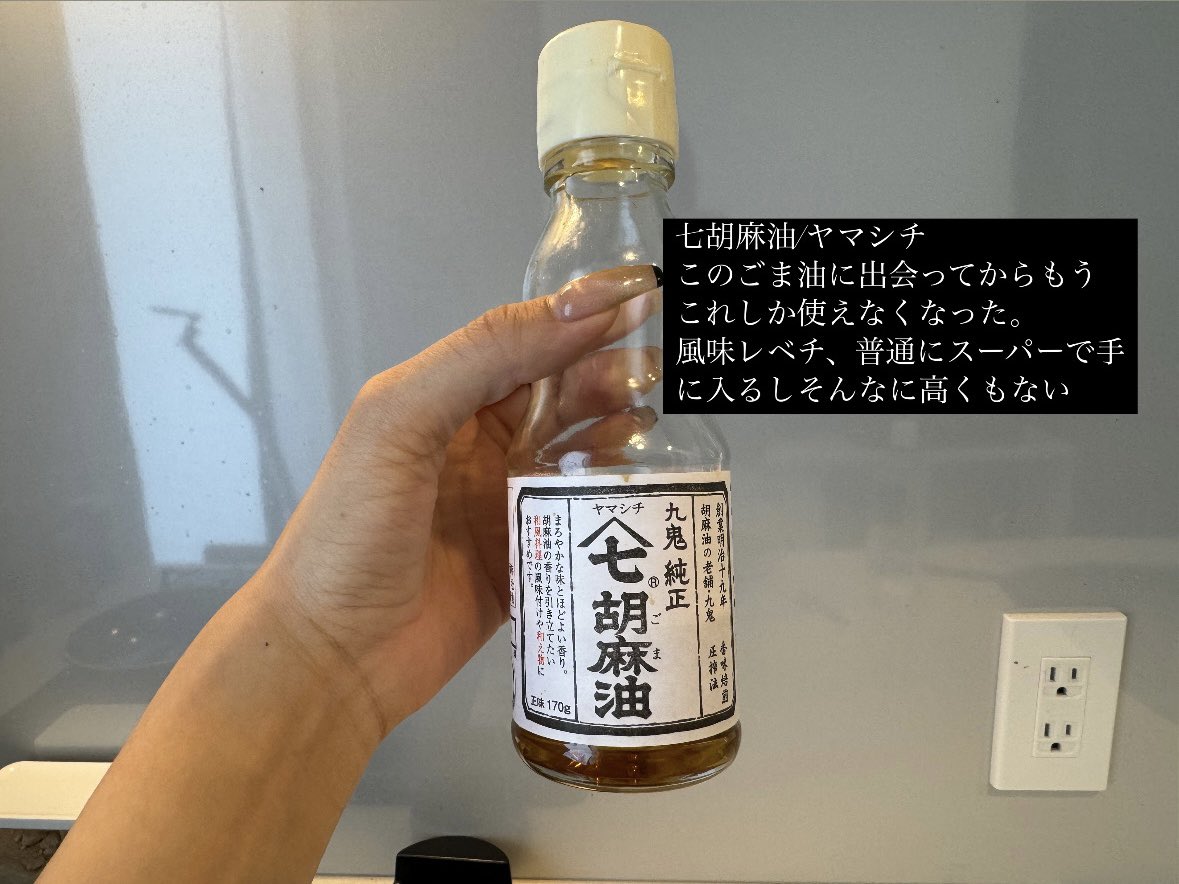 七胡麻油/ヤマシチ
このごま油に出会ってからもう
これしか使えなくなった。
風味レベチ、普通にスーパーで手
に入るしそんなに高くもない
創業明治十九年
胡麻油の老舗・九鬼
香味焙煎
圧搾法
九鬼 純正
ヤマシチ
七胡麻油
ごま
まろやかな味とほどよい香り。
胡麻油の香りを引き立てたい
和風料理の風味付けや和え物に
おすすめです。
正味 170g